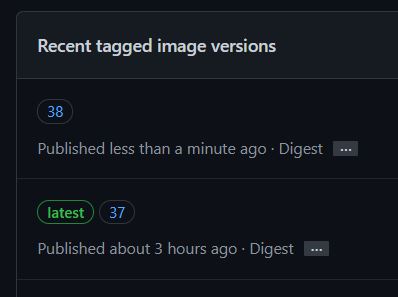 Recent tagged image versions
38
Published less than a minute ago · Digest ...
latest 37
Published about 3 hours ago · Digest ...